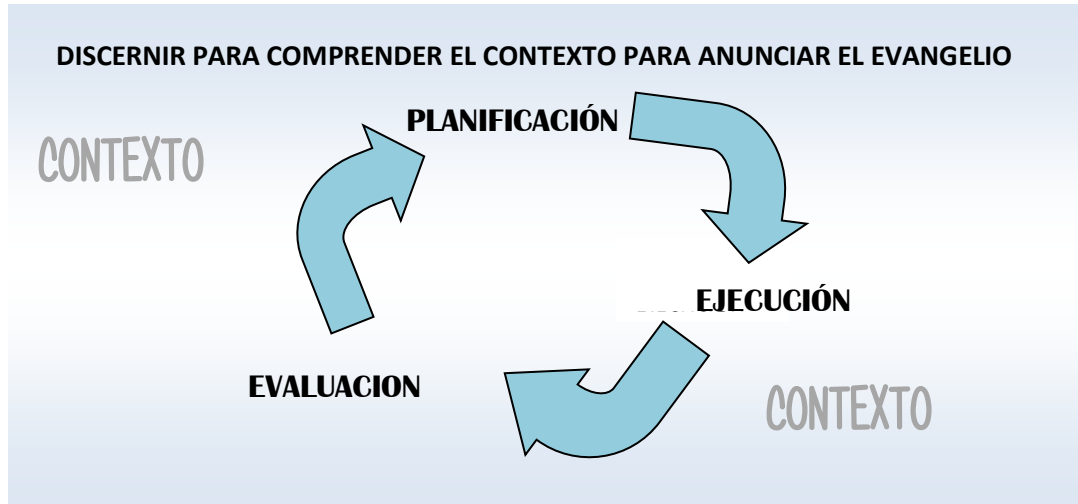 DISCERNIR PARA COMPRENDER EL CONTEXTO PARA ANUNCIAR EL EVANGELIO
PLANIFICACIÓN
CONTEXTO
EJECUCIÓN
EVALUACION
CONTEXTO